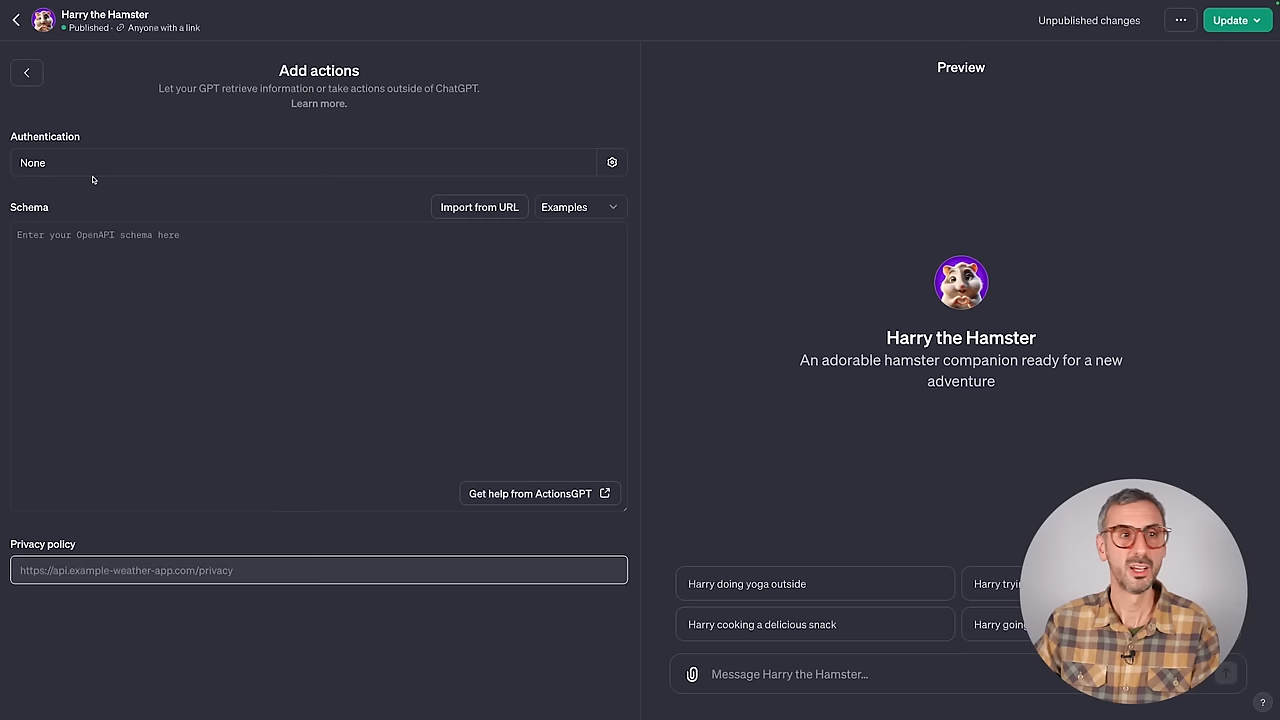 Harry the Hamster
Published · Anyone with a link
Unpublished changes
...
Update
Add actions
Let your GPT retrieve information or take actions outside of ChatGPT.
Learn more.
Authentication
None
Schema
Import from URL
Examples
Enter your OpenAPI schema here
Get help from ActionsGPT
Privacy policy
https://api.example-weather-app.com/privacy
Preview
Harry the Hamster
An adorable hamster companion ready for a new
adventure
Harry doing yoga outside
Harry
Harry cooking a delicious snack
Harry
Message Harry the Hamster...
?